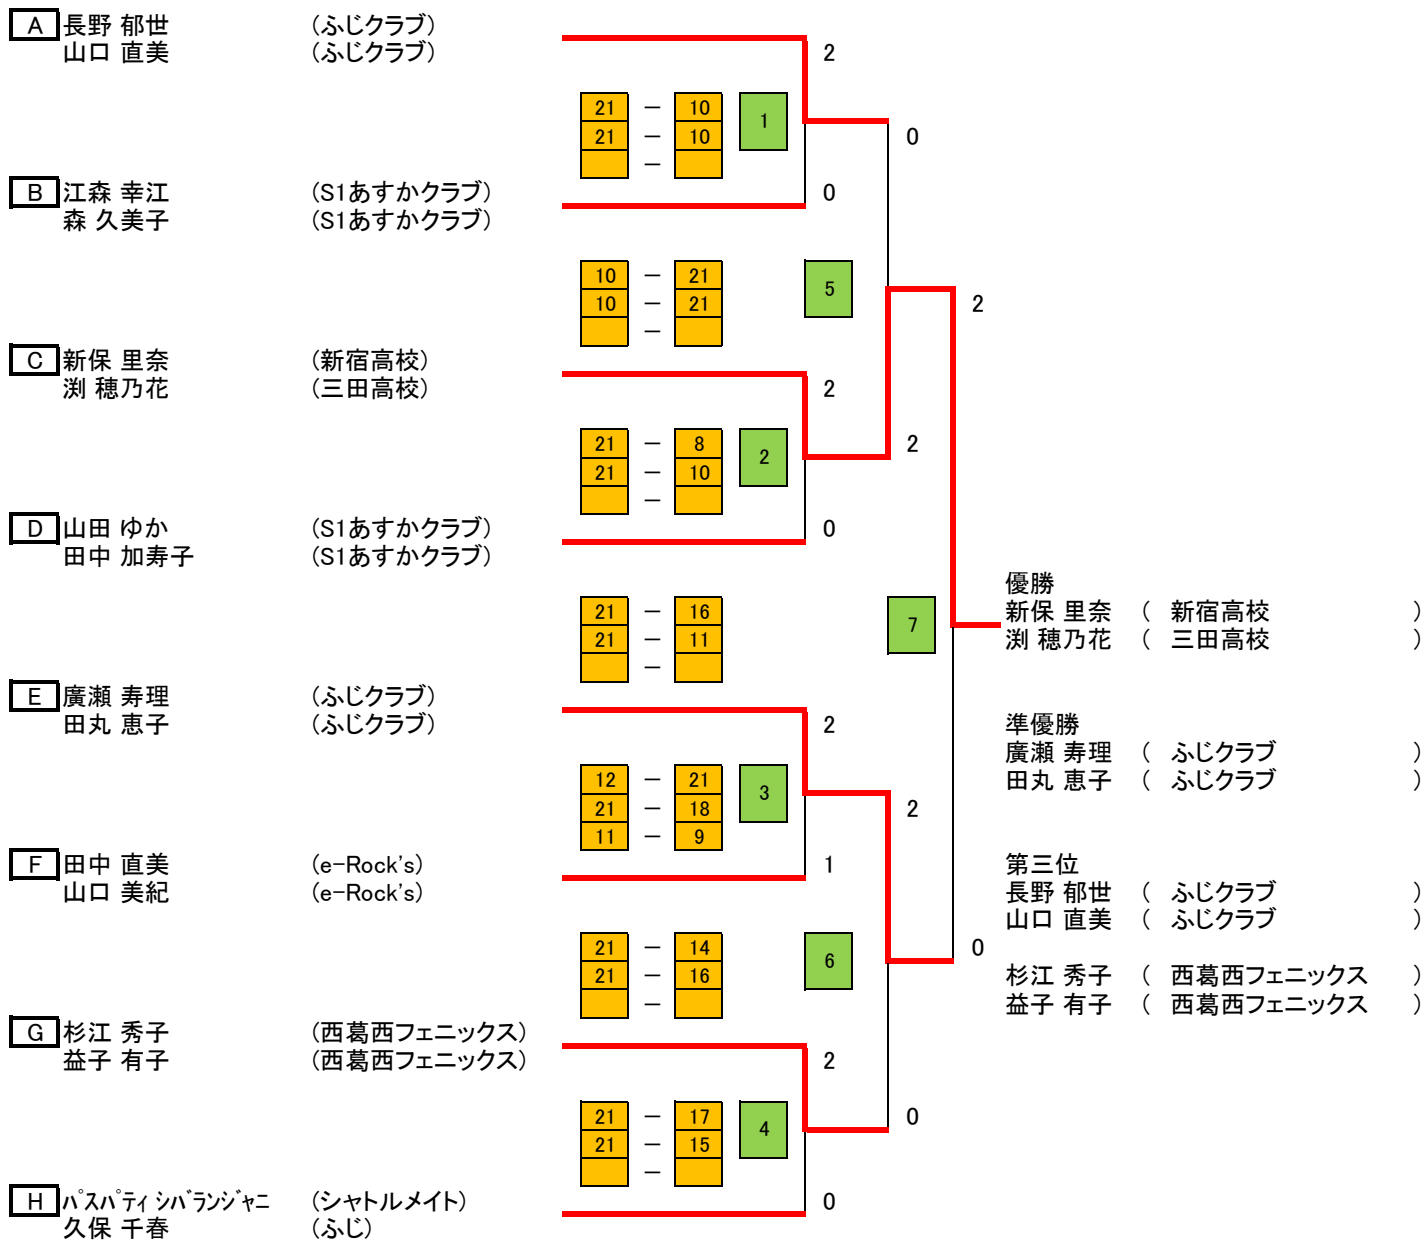 A 長野 郁世 (ふじクラブ)
山口 直美 (ふじクラブ)
2
21 － 10
21 － 10
－
1
0
B 江森 幸江 (S1あすかクラブ)
森 久美子 (S1あすかクラブ)
0
10 － 21
10 － 21
－
5
2
C 新保 里奈 (新宿高校)
渕 穂乃花 (三田高校)
2
21 － 8
21 － 10
－
2
2
D 山田 ゆか (S1あすかクラブ)
田中 加寿子 (S1あすかクラブ)
0
21 － 16
21 － 11
－
7
優勝
新保 里奈 ( 新宿高校 )
渕 穂乃花 ( 三田高校 )
E 廣瀬 寿理 (ふじクラブ)
田丸 恵子 (ふじクラブ)
2
準優勝
廣瀬 寿理 ( ふじクラブ )
田丸 恵子 ( ふじクラブ )
12 － 21
21 － 18
11 － 9
3
2
F 田中 直美 (e-Rock's)
山口 美紀 (e-Rock's)
1
第三位
長野 郁世 ( ふじクラブ )
山口 直美 ( ふじクラブ )
21 － 14
21 － 16
－
6
0
杉江 秀子 ( 西葛西フェニックス )
益子 有子 ( 西葛西フェニックス )
G 杉江 秀子 (西葛西フェニックス)
益子 有子 (西葛西フェニックス)
2
21 － 17
21 － 15
－
4
0
H ﾊﾟｽﾊﾟﾃｨ ｼﾊﾞﾗﾝｼﾞｬﾆ (シャトルメイト)
久保 千春 (ふじ)
0